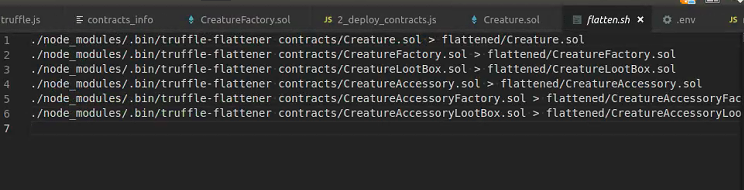 truffle.js contracts_info CreatureFactory.sol JS 2_deploy_contracts.js Creature.sol flatten.sh .env JS
1 ./node_modules/.bin/truffle-flattener contracts/Creature.sol > flattened/Creature.sol
2 ./node_modules/.bin/truffle-flattener contracts/CreatureFactory.sol > flattened/CreatureFactory.sol
3 ./node_modules/.bin/truffle-flattener contracts/CreatureLootBox.sol > flattened/CreatureLootBox.sol
4 ./node_modules/.bin/truffle-flattener contracts/CreatureAccessory.sol > flattened/CreatureAccessory.sol
5 ./node_modules/.bin/truffle-flattener contracts/CreatureAccessoryFactory.sol > flattened/CreatureAccessoryFac
6 ./node_modules/.bin/truffle-flattener contracts/CreatureAccessoryLootBox.sol > flattened/CreatureAccessoryLoo
7